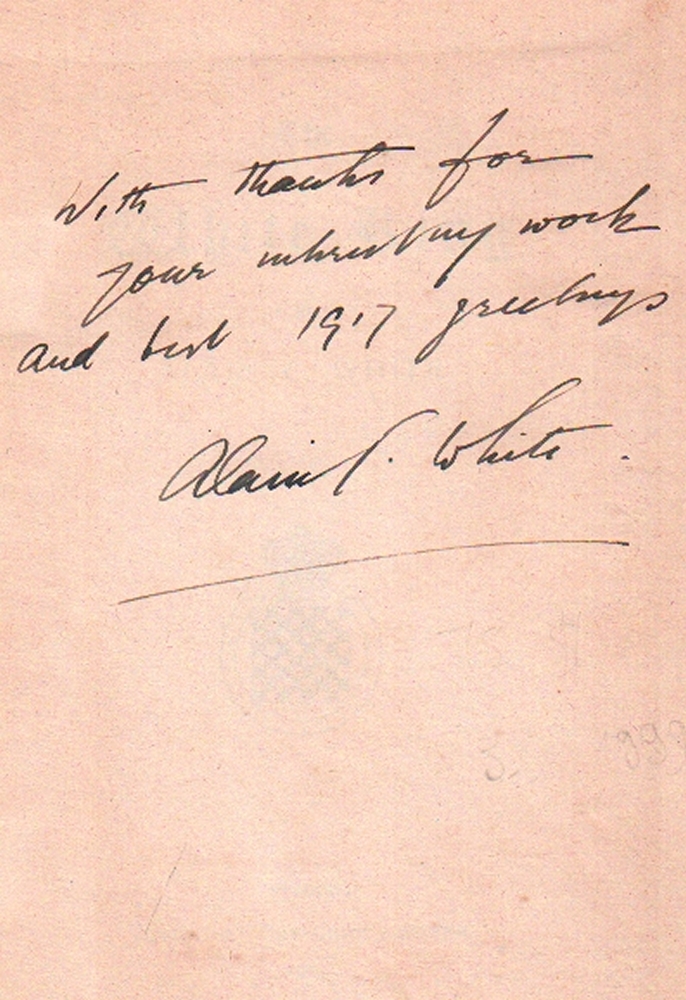 With thanks for
your interesting work
and best 1917 greetings
Alain C. White.